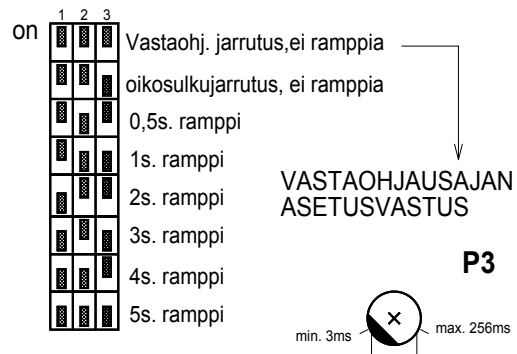 1 2 3
on
Vastaohj. jarrutus,ei ramppia
oikosulkujarrutus, ei ramppia
0,5s. ramppi
1s. ramppi
2s. ramppi
3s. ramppi
4s. ramppi
5s. ramppi
VASTAOHJAUSAJAN
ASETUSVASTUS
P3
min. 3ms
max. 256ms